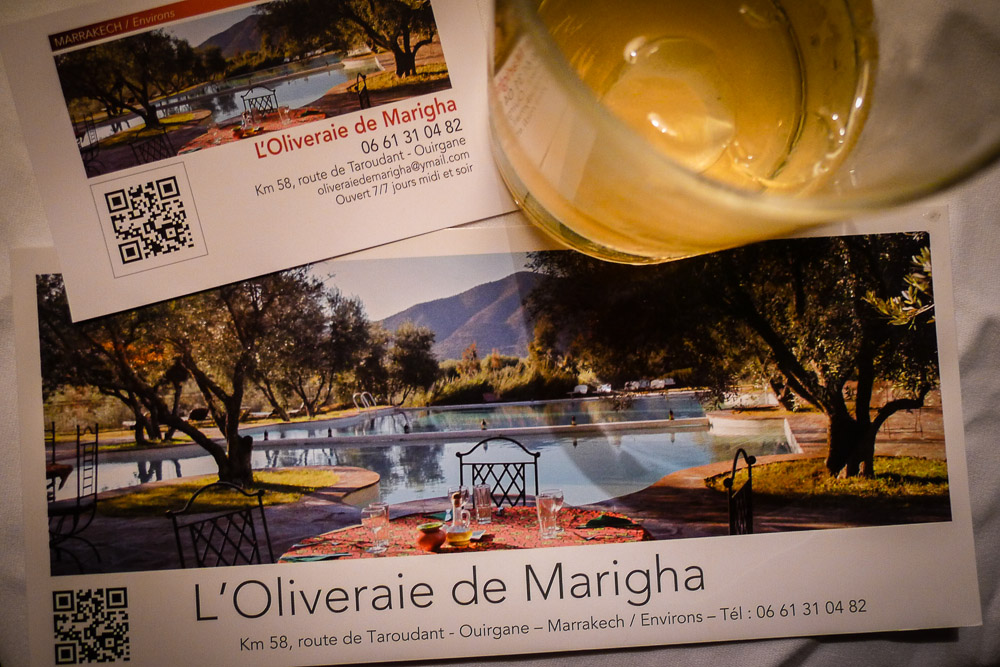 MARRAKECH / Environs
L'Oliveraie de Marigha
06 61 31 04 82
Km 58, route de Taroudant - Ouirgane
oliveraiedemarigha@ymail.com
Ouvert 7/7 jours midi et soir
L'Oliveraie de Marigha
Km 58, route de Taroudant - Ouirgane – Marrakech / Environs – Tél : 06 61 31 04 82